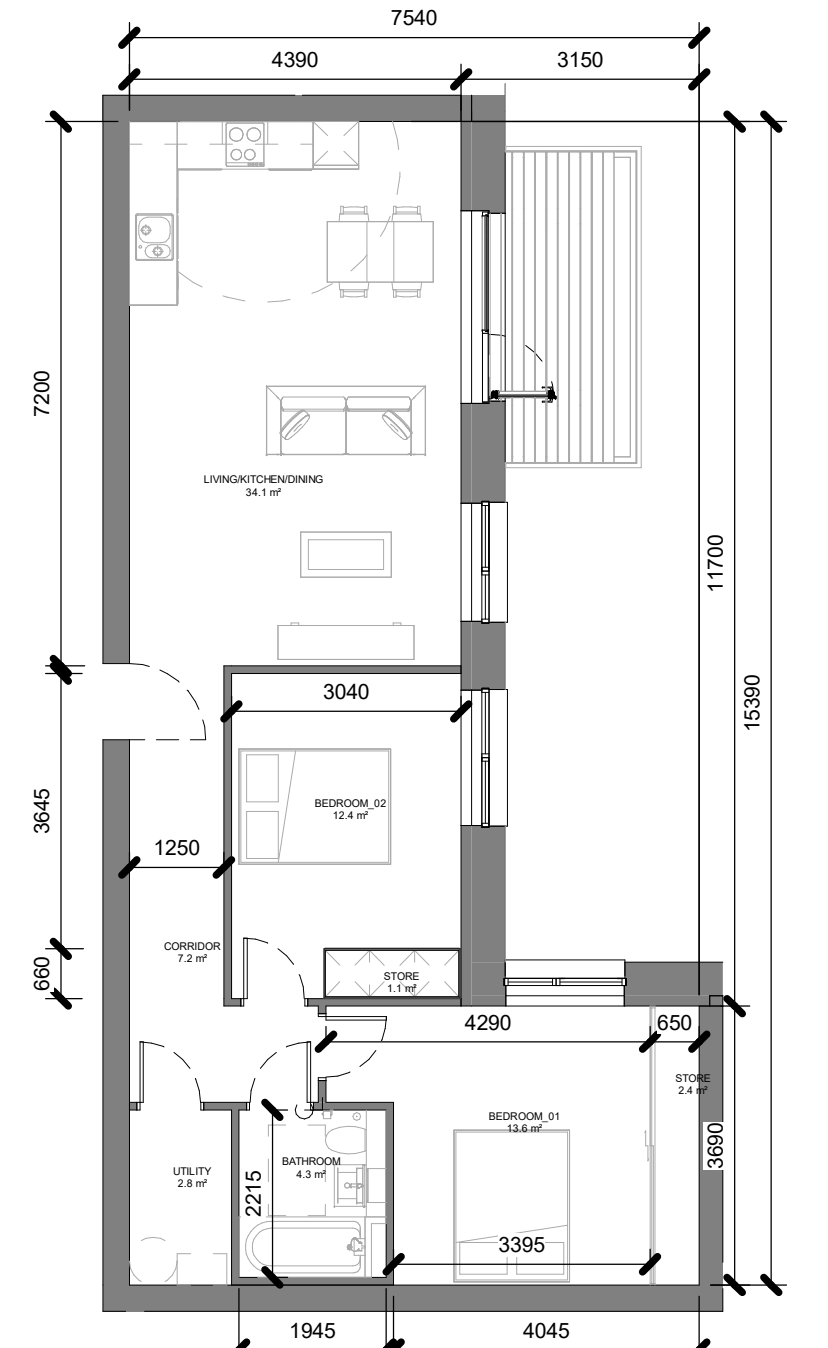 7540
4390
3150
7200
LIVING/KITCHEN/DINING
34.1 m²
11700
15390
3040
BEDROOM_02
12.4 m²
3645
1250
CORRIDOR
7.2 m²
660
STORE
1.1 m²
4290
650
STORE
2.4 m²
BEDROOM_01
13.6 m²
3690
BATHROOM
4.3 m²
UTILITY
2.8 m²
2215
3395
1945
4045